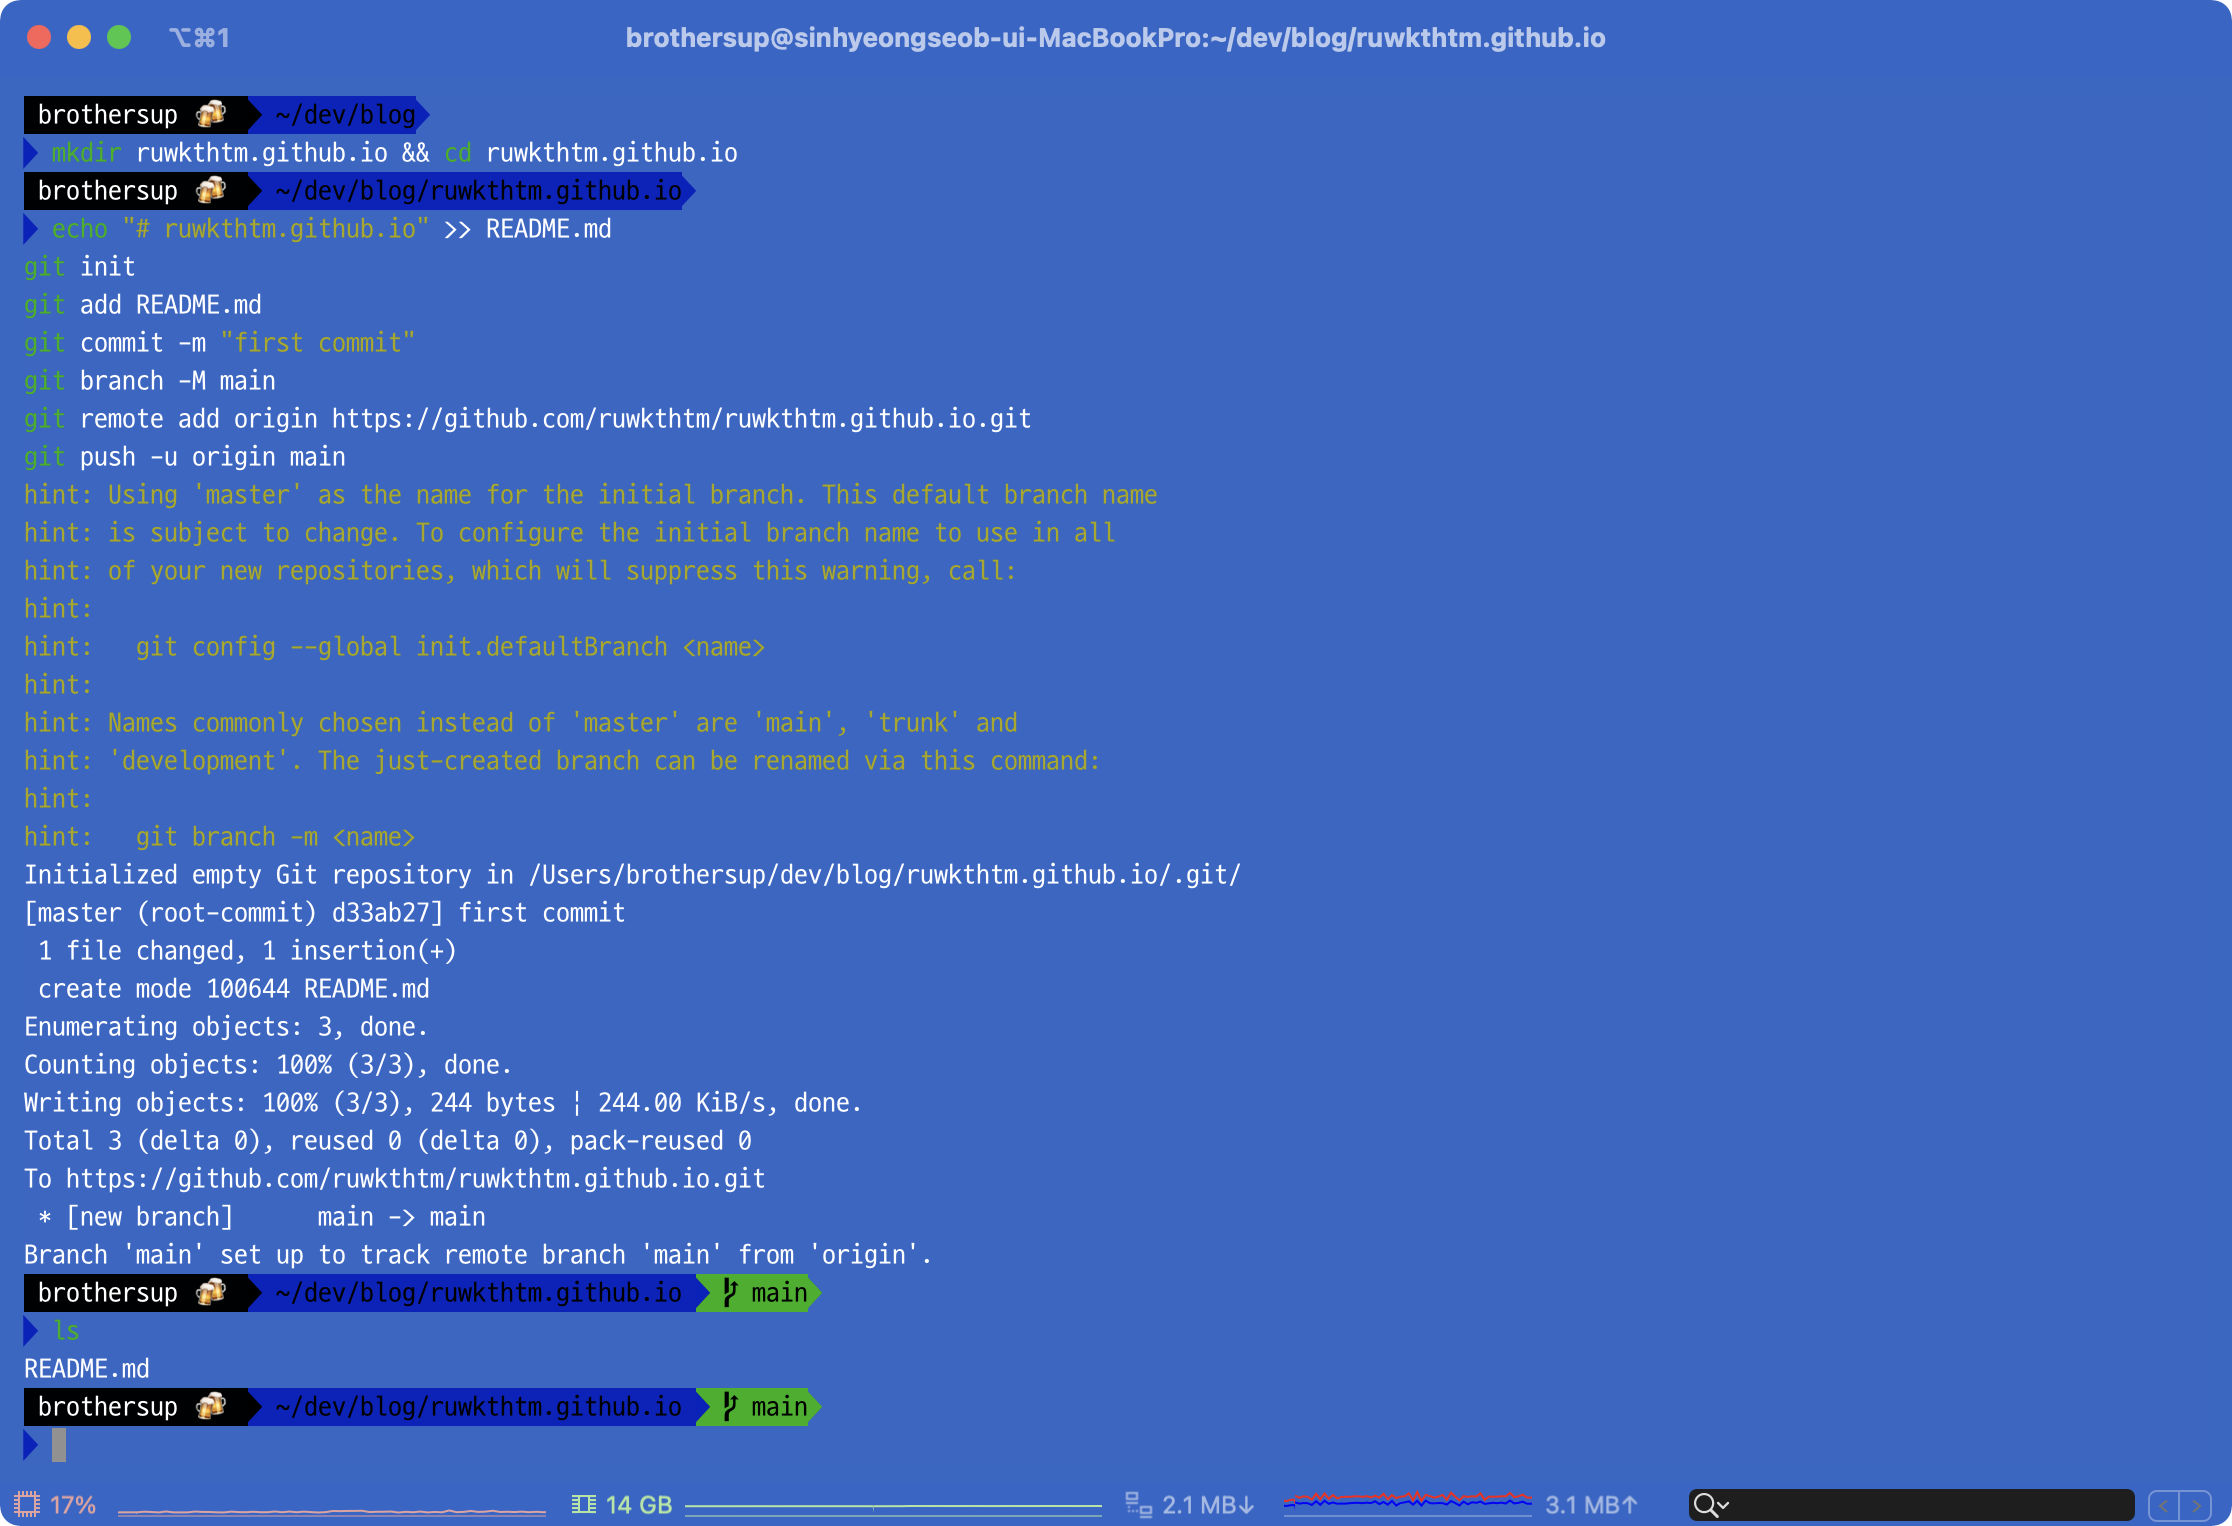 ⌥⌘1
brothersup@sinhyeongseob-ui-MacBookPro:~/dev/blog/ruwkthtm.github.io
brothersup 🍻 ~/dev/blog
mkdir ruwkthtm.github.io && cd ruwkthtm.github.io
brothersup 🍻 ~/dev/blog/ruwkthtm.github.io
echo "# ruwkthtm.github.io" >> README.md
git init
git add README.md
git commit -m "first commit"
git branch -M main
git remote add origin https://github.com/ruwkthtm/ruwkthtm.github.io.git
git push -u origin main
hint: Using 'master' as the name for the initial branch. This default branch name
hint: is subject to change. To configure the initial branch name to use in all
hint: of your new repositories, which will suppress this warning, call:
hint:
hint:   git config --global init.defaultBranch <name>
hint:
hint: Names commonly chosen instead of 'master' are 'main', 'trunk' and
hint: 'development'. The just-created branch can be renamed via this command:
hint:
hint:   git branch -m <name>
Initialized empty Git repository in /Users/brothersup/dev/blog/ruwkthtm.github.io/.git/
[master (root-commit) d33ab27] first commit
 1 file changed, 1 insertion(+)
 create mode 100644 README.md
Enumerating objects: 3, done.
Counting objects: 100% (3/3), done.
Writing objects: 100% (3/3), 244 bytes | 244.00 KiB/s, done.
Total 3 (delta 0), reused 0 (delta 0), pack-reused 0
To https://github.com/ruwkthtm/ruwkthtm.github.io.git
 * [new branch]      main -> main
Branch 'main' set up to track remote branch 'main' from 'origin'.
brothersup 🍻 ~/dev/blog/ruwkthtm.github.io main
ls
README.md
brothersup 🍻 ~/dev/blog/ruwkthtm.github.io main
17% 14 GB 2.1 MB↓ 3.1 MB↑